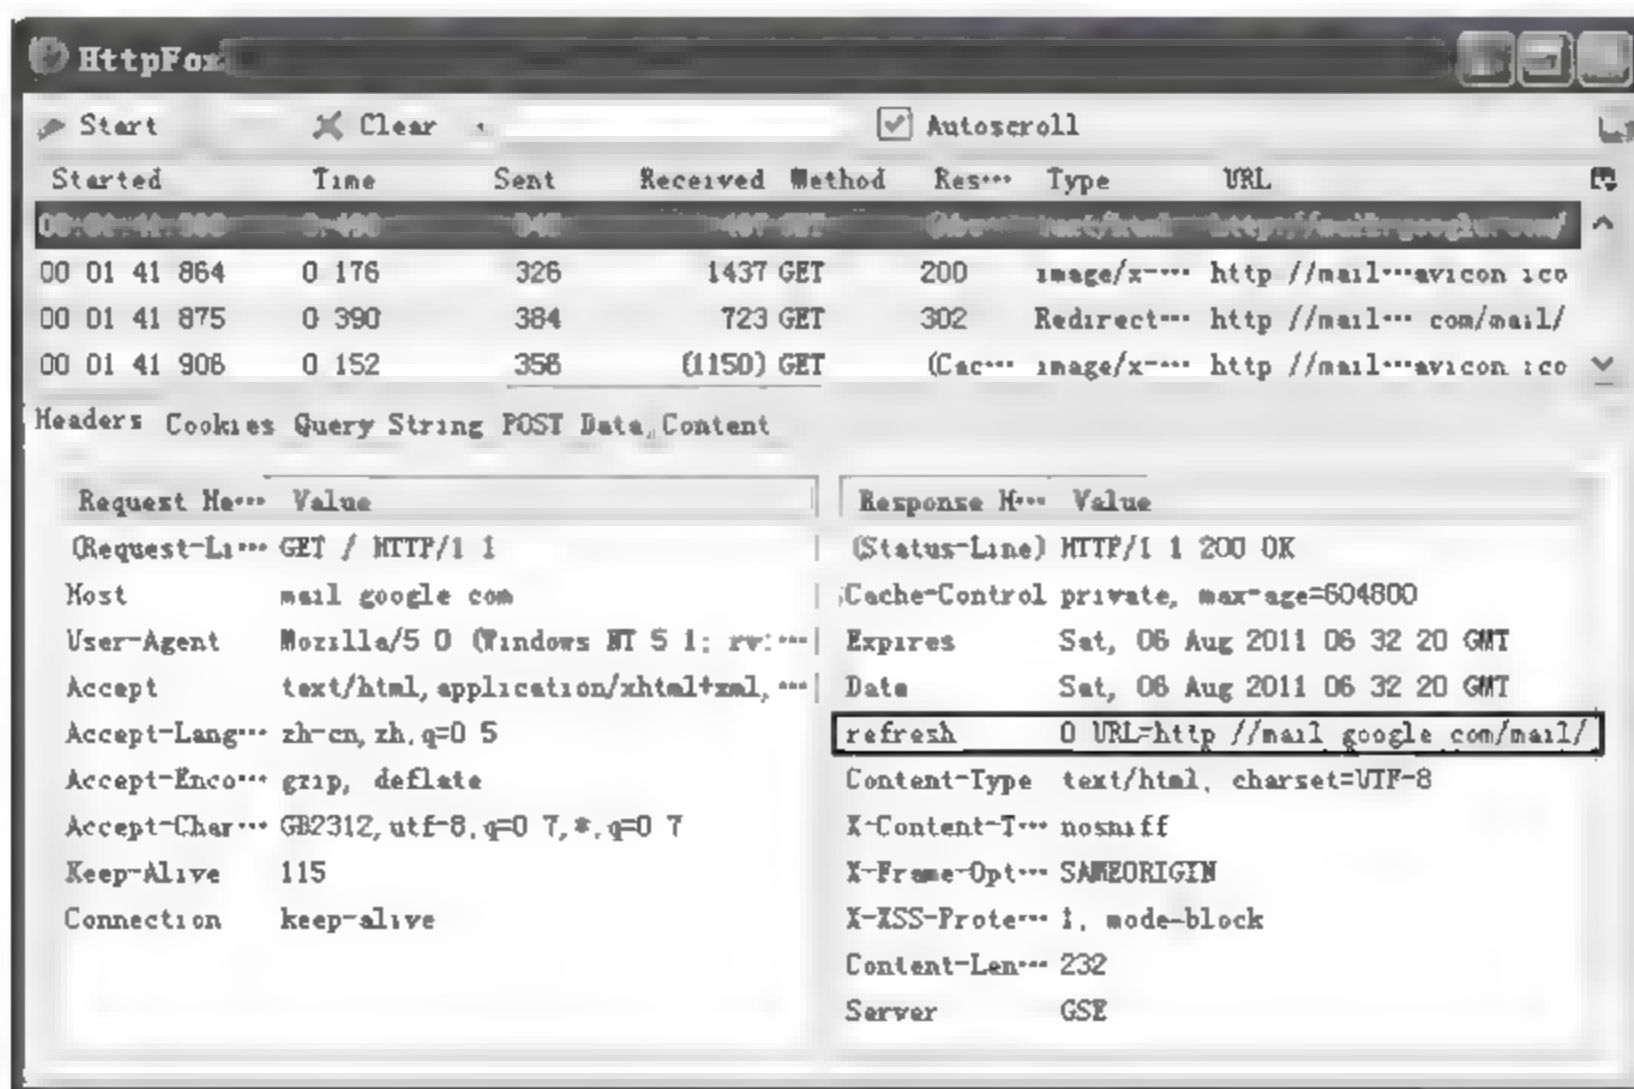 HttpFox
Start Clear Autoscroll
Started Time Sent Received Method Res··· Type URL
GET http://mail.google.com/
00 01 41 864 0 176 326 1437 GET 200 image/x-··· http //mail···avicon ico
00 01 41 875 0 390 384 723 GET 302 Redirect··· http //mail··· com/mail/
00 01 41 908 0 152 358 (1150) GET (Cac··· image/x-··· http //mail···avicon ico
Headers Cookies Query String POST Data Content
Request He··· Value Response H··· Value
(Request-Li··· GET / HTTP/1 1 (Status-Line) HTTP/1 1 200 OK
Host mail google com Cache-Control private, max-age=604800
User-Agent Mozilla/5 0 (Windows NT 5 1; rv:··· Expires Sat, 06 Aug 2011 06 32 20 GMT
Accept text/html,application/xhtml+xml,··· Date Sat, 06 Aug 2011 06 32 20 GMT
Accept-Lang··· zh-cn,zh,q=0 5 refresh 0 URL=http //mail google com/mail/
Accept-Enco··· gzip, deflate Content-Type text/html, charset=UTF-8
Accept-Char··· GB2312,utf-8,q=0 7,*,q=0 7 X-Content-T··· nosniff
Keep-Alive 115 X-Frame-Opt··· SAMEORIGIN
Connection keep-alive X-XSS-Prote··· 1, mode-block
Content-Len··· 232
Server GSE